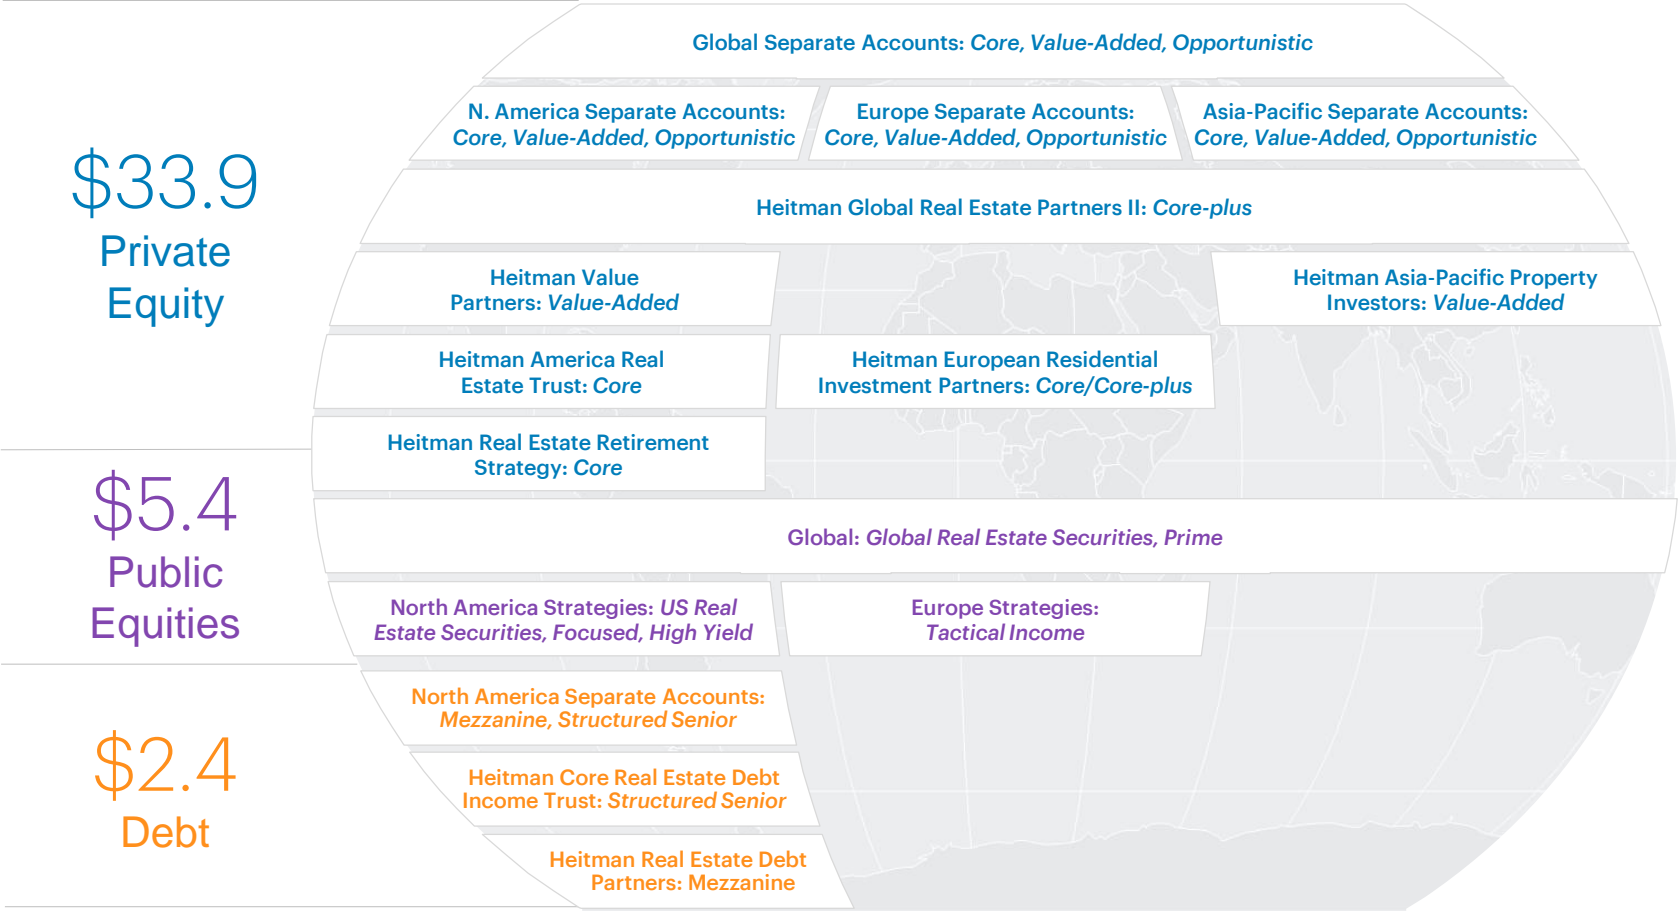 $33.9
Private
Equity
Global Separate Accounts: Core, Value-Added, Opportunistic
N. America Separate Accounts:
Core, Value-Added, Opportunistic
Europe Separate Accounts:
Core, Value-Added, Opportunistic
Asia-Pacific Separate Accounts:
Core, Value-Added, Opportunistic
Heitman Global Real Estate Partners II: Core-plus
Heitman Value
Partners: Value-Added
Heitman Asia-Pacific Property
Investors: Value-Added
Heitman America Real
Estate Trust: Core
Heitman European Residential
Investment Partners: Core/Core-plus
Heitman Real Estate Retirement
Strategy: Core
$5.4
Public
Equities
Global: Global Real Estate Securities, Prime
North America Strategies: US Real
Estate Securities, Focused, High Yield
Europe Strategies:
Tactical Income
$2.4
Debt
North America Separate Accounts:
Mezzanine, Structured Senior
Heitman Core Real Estate Debt
Income Trust: Structured Senior
Heitman Real Estate Debt
Partners: Mezzanine